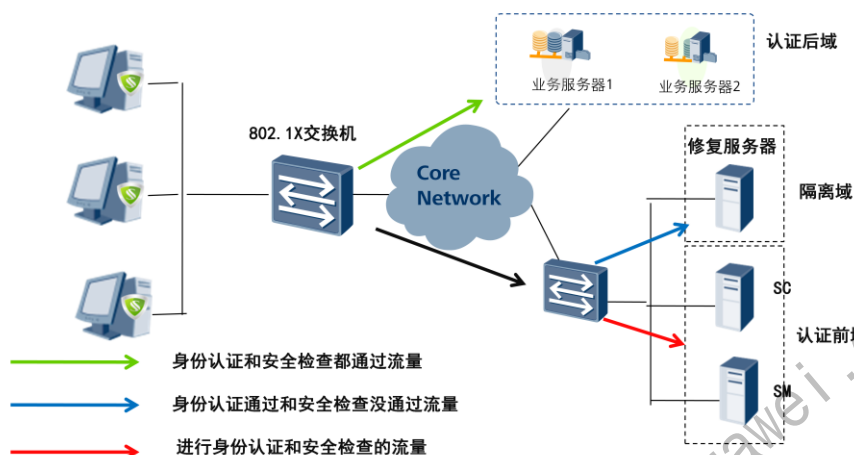 认证后域
业务服务器1
业务服务器2
802.1X交换机
修复服务器
Core
Network
隔离域
SC
认证前
SM
身份认证和安全检查都通过流量
身份认证通过和安全检查没通过流量
进行身份认证和安全检查的流量